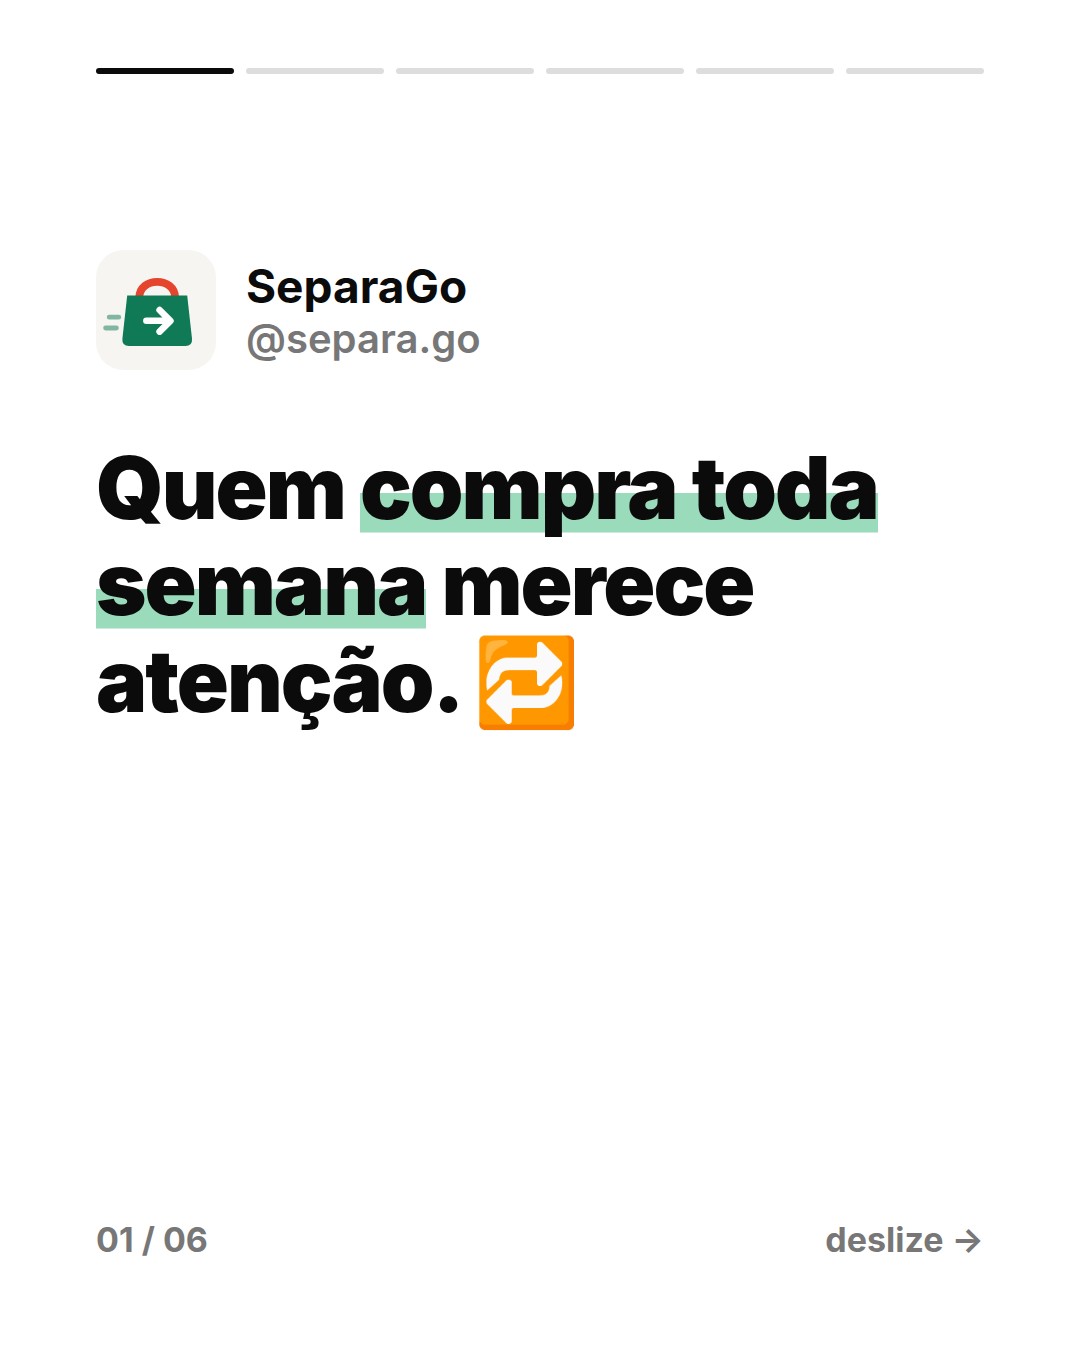 SeparaGo
@separa.go
Quem compra toda
semana merece
atenção. 🔁
01 / 06
deslize →